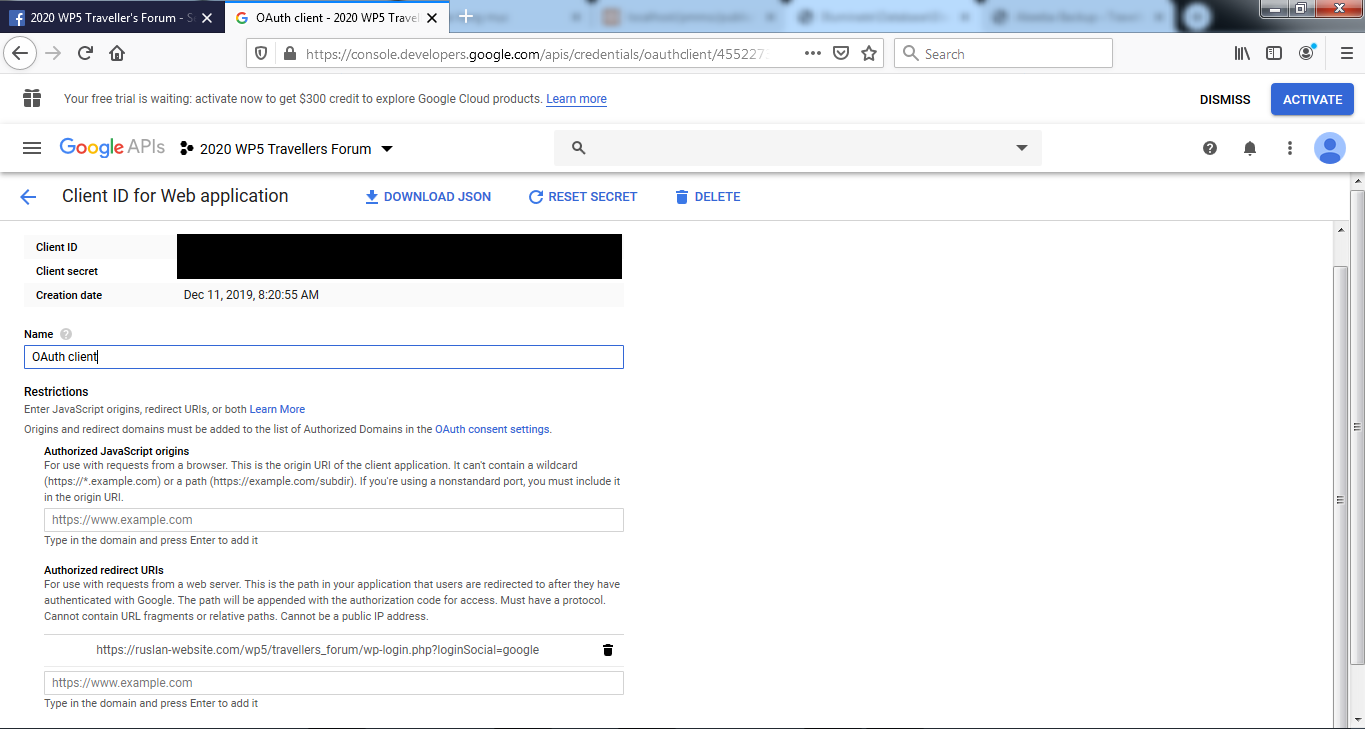 2020 WP5 Traveller's Forum - S
OAuth client - 2020 WP5 Travel
https://console.developers.google.com/apis/credentials/oauthclient/455227
Search
Your free trial is waiting: activate now to get $300 credit to explore Google Cloud products. Learn more
DISMISS
ACTIVATE
Google APIs
2020 WP5 Travellers Forum
Client ID for Web application
DOWNLOAD JSON
RESET SECRET
DELETE
Client ID
Client secret
Creation date Dec 11, 2019, 8:20:55 AM
Name
OAuth client
Restrictions
Enter JavaScript origins, redirect URIs, or both Learn More
Origins and redirect domains must be added to the list of Authorized Domains in the OAuth consent settings.
Authorized JavaScript origins
For use with requests from a browser. This is the origin URI of the client application. It can't contain a wildcard
(https://*.example.com) or a path (https://example.com/subdir). If you're using a nonstandard port, you must include it
in the origin URI.
https://www.example.com
Type in the domain and press Enter to add it
Authorized redirect URIs
For use with requests from a web server. This is the path in your application that users are redirected to after they have
authenticated with Google. The path will be appended with the authorization code for access. Must have a protocol.
Cannot contain URL fragments or relative paths. Cannot be a public IP address.
https://ruslan-website.com/wp5/travellers_forum/wp-login.php?loginSocial=google
https://www.example.com
Type in the domain and press Enter to add it